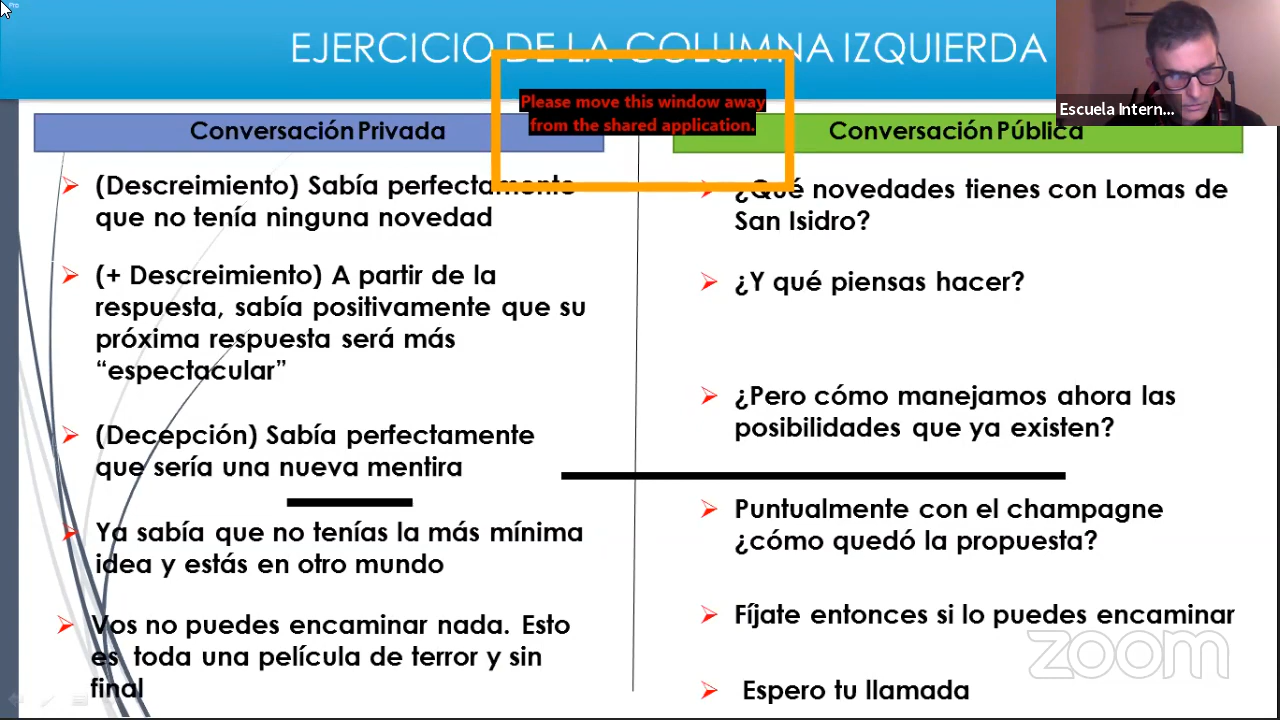 Pro
EJERCICIO DE LA COLUMNA IZQUIERDA
Please move this window away
from the shared application.
Escuela Intern...
Conversación Privada
(Descreimiento) Sabía perfectamente
que no tenía ninguna novedad
(+ Descreimiento) A partir de la
respuesta, sabía positivamente que su
próxima respuesta será más
“espectacular”
(Decepción) Sabía perfectamente
que sería una nueva mentira
Ya sabía que no tenías la más mínima
idea y estás en otro mundo
Vos no puedes encaminar nada. Esto
es toda una película de terror y sin
final
Conversación Pública
¿Qué novedades tienes con Lomas de
San Isidro?
¿Y qué piensas hacer?
¿Pero cómo manejamos ahora las
posibilidades que ya existen?
Puntualmente con el champagne
¿cómo quedó la propuesta?
Fíjate entonces si lo puedes encaminar
Espero tu llamada
zoom